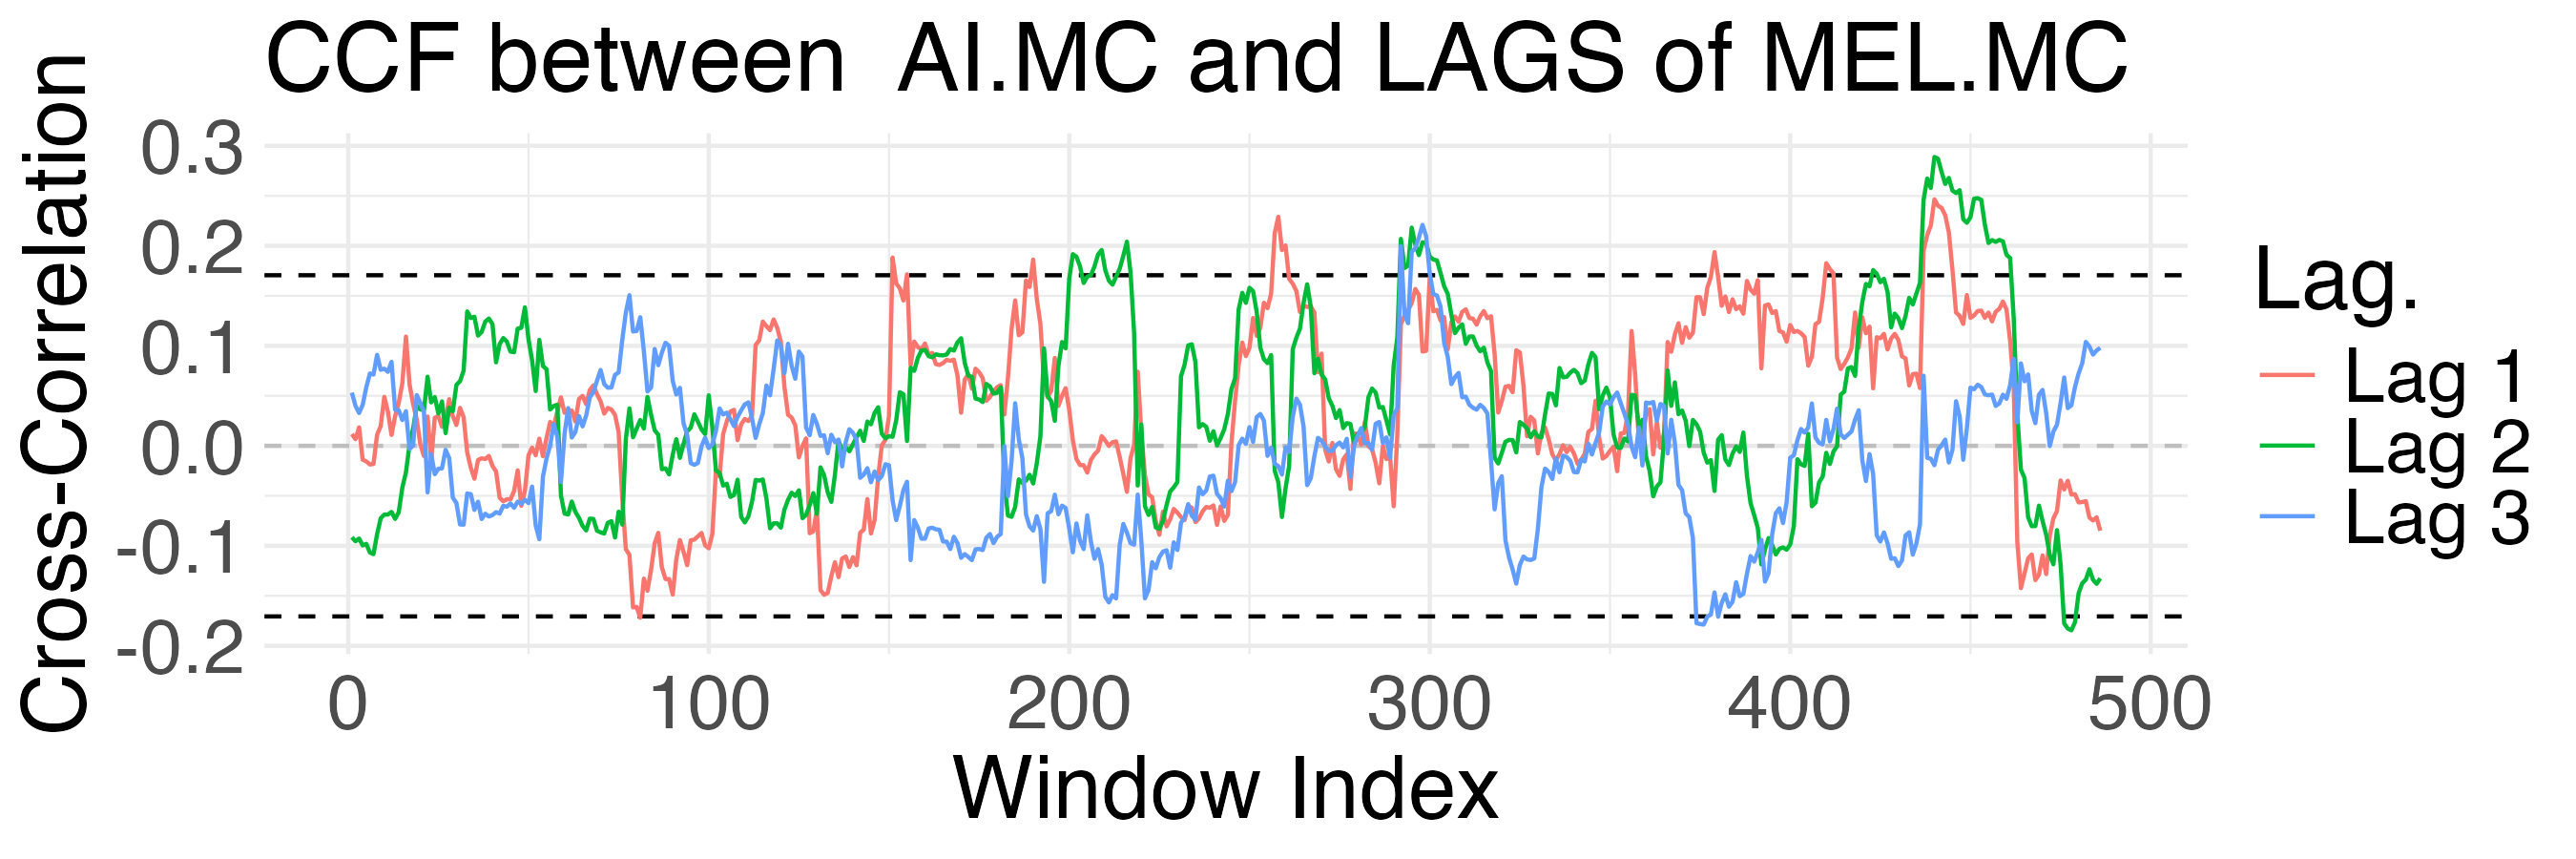 CCF between  AI.MC and LAGS of MEL.MC
Cross-Correlation
0.3
0.2
0.1
0.0
-0.1
-0.2
0
100
200
300
400
500
Window Index
Lag.
Lag 1
Lag 2
Lag 3